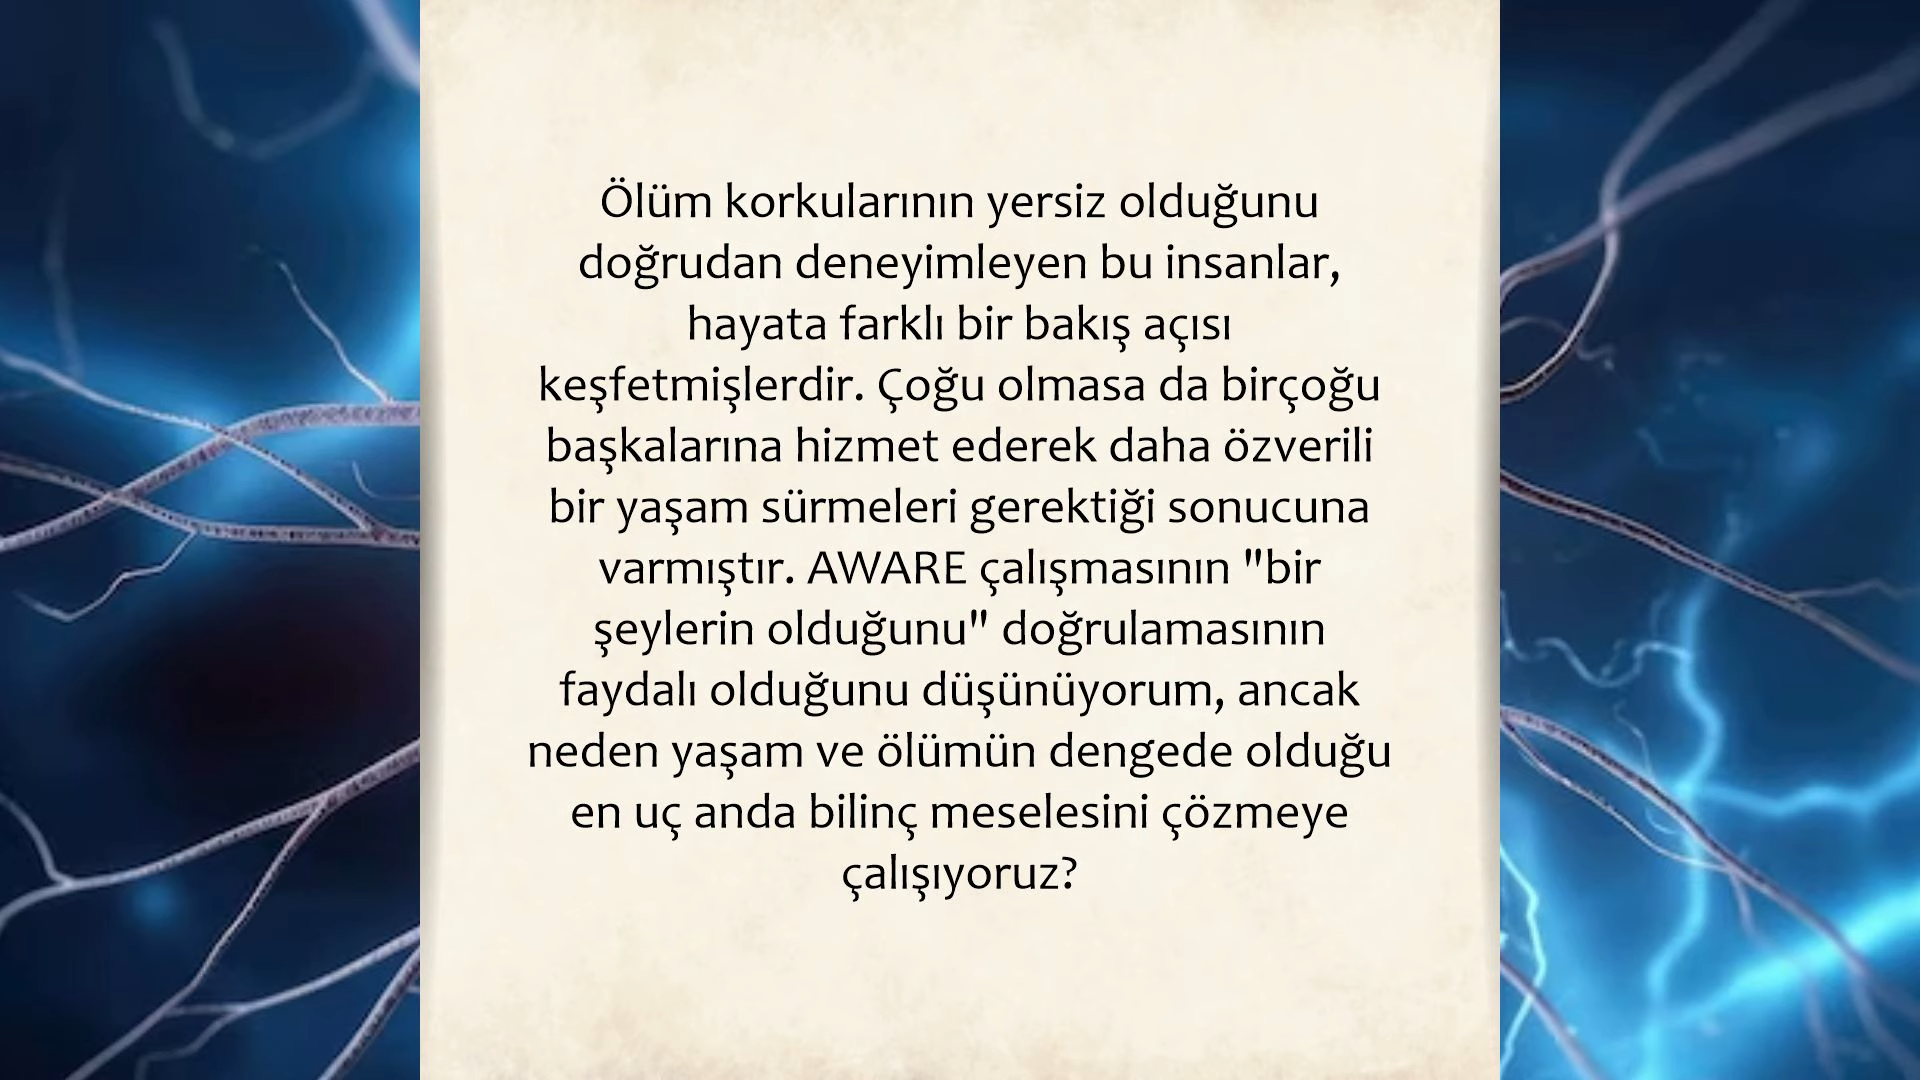 Ölüm korkularının yersiz olduğunu
doğrudan deneyimleyen bu insanlar,
hayata farklı bir bakış açısı
keşfetmişlerdir. Çoğu olmasa da birçoğu
başkalarına hizmet ederek daha özverili
bir yaşam sürmeleri gerektiği sonucuna
varmıştır. AWARE çalışmasının "bir
şeylerin olduğunu" doğrulamasının
faydalı olduğunu düşünüyorum, ancak
neden yaşam ve ölümün dengede olduğu
en uç anda bilinç meselesini çözmeye
çalışıyoruz?